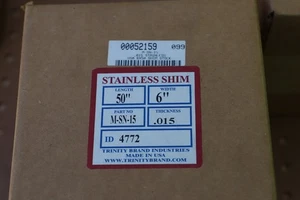 00052159 099
STAINLESS SHIM
LENGTH WIDTH
50" 6"
PART NO THICKNESS
M-SN-15 .015
ID 4772
TRINITY BRAND INDUSTRIES
MADE IN USA
WWW.TRINITYBRAND.COM